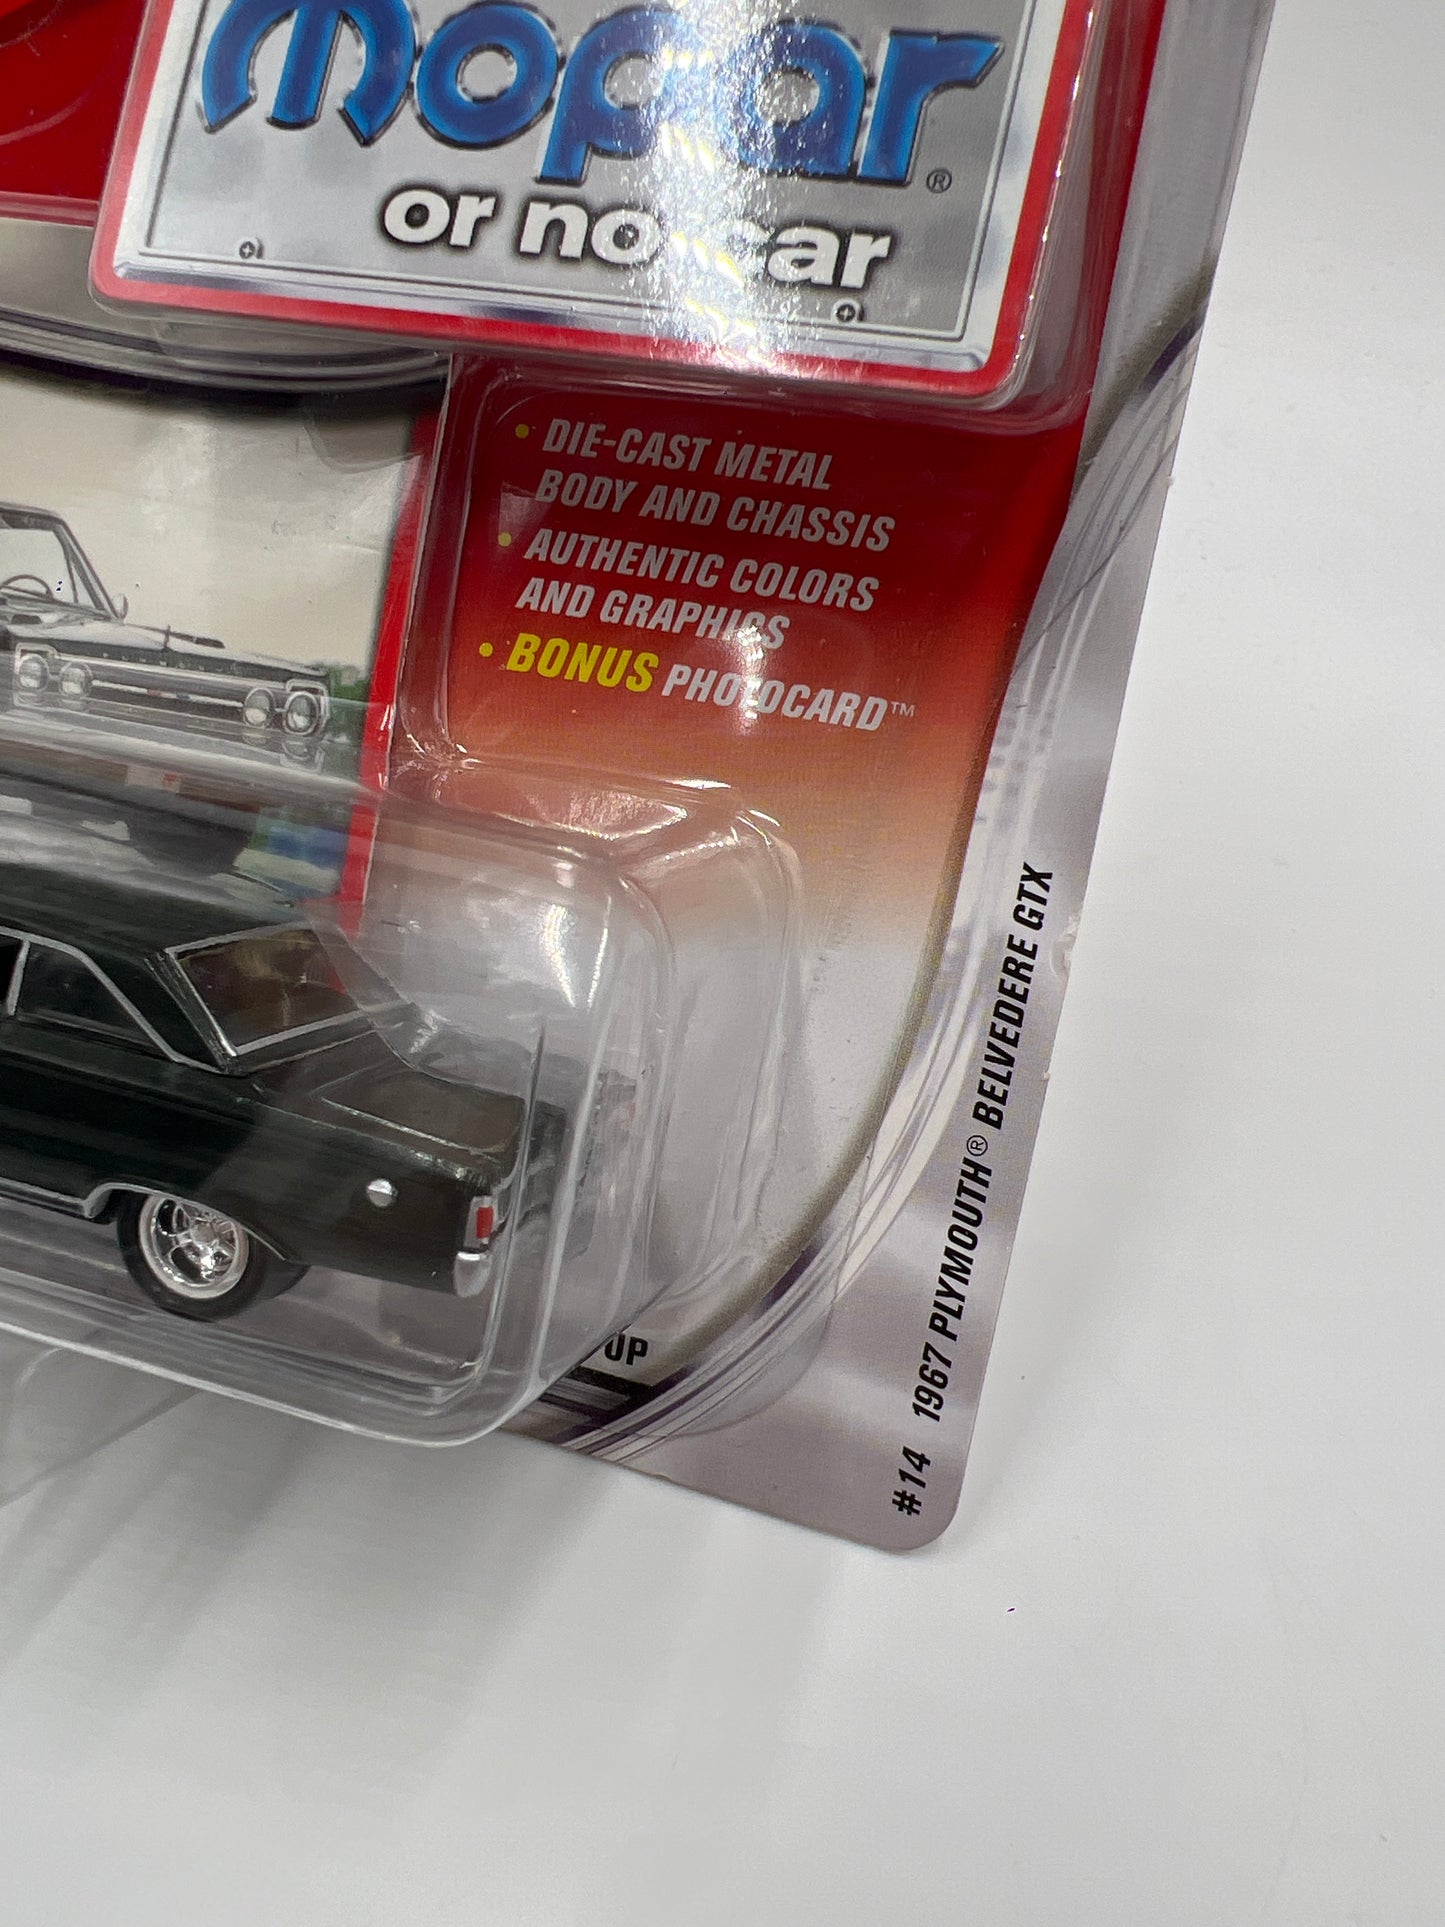 mopar®
or no car
• DIE-CAST METAL
BODY AND CHASSIS
• AUTHENTIC COLORS
AND GRAPHICS
• BONUS PHOTOCARD™
UP
#14 1967 PLYMOUTH® BELVEDERE GTX